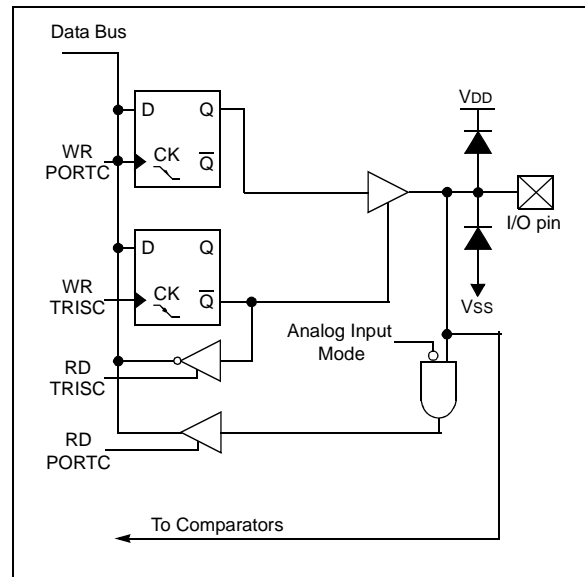 Data Bus
D Q
VDD
WR
PORTC
CK
Q
I/O pin
D Q
WR
TRISC
CK
Q
VSS
Analog Input
Mode
RD
TRISC
RD
PORTC
To Comparators